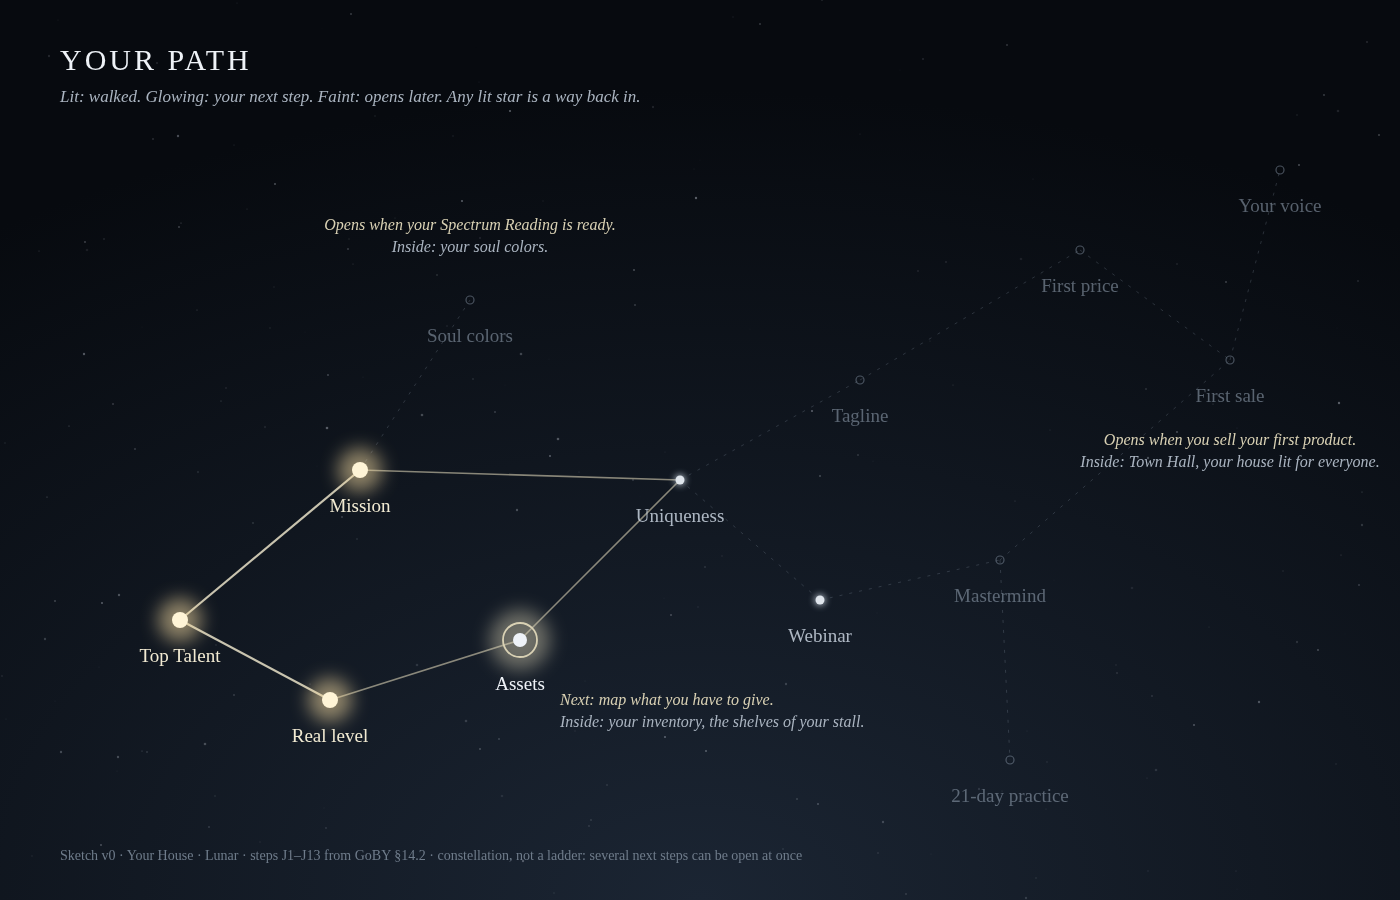 YOUR PATH
Lit: walked. Glowing: your next step. Faint: opens later. Any lit star is a way back in.
Your voice
Opens when your Spectrum Reading is ready.
Inside: your soul colors.
First price
Soul colors
First sale
Tagline
Opens when you sell your first product.
Inside: Town Hall, your house lit for everyone.
Mission
Uniqueness
Mastermind
Webinar
Top Talent
Assets
Next: map what you have to give.
Inside: your inventory, the shelves of your stall.
Real level
21-day practice
Sketch v0 · Your House · Lunar · steps J1–J13 from GoBY §14.2 · constellation, not a ladder: several next steps can be open at once